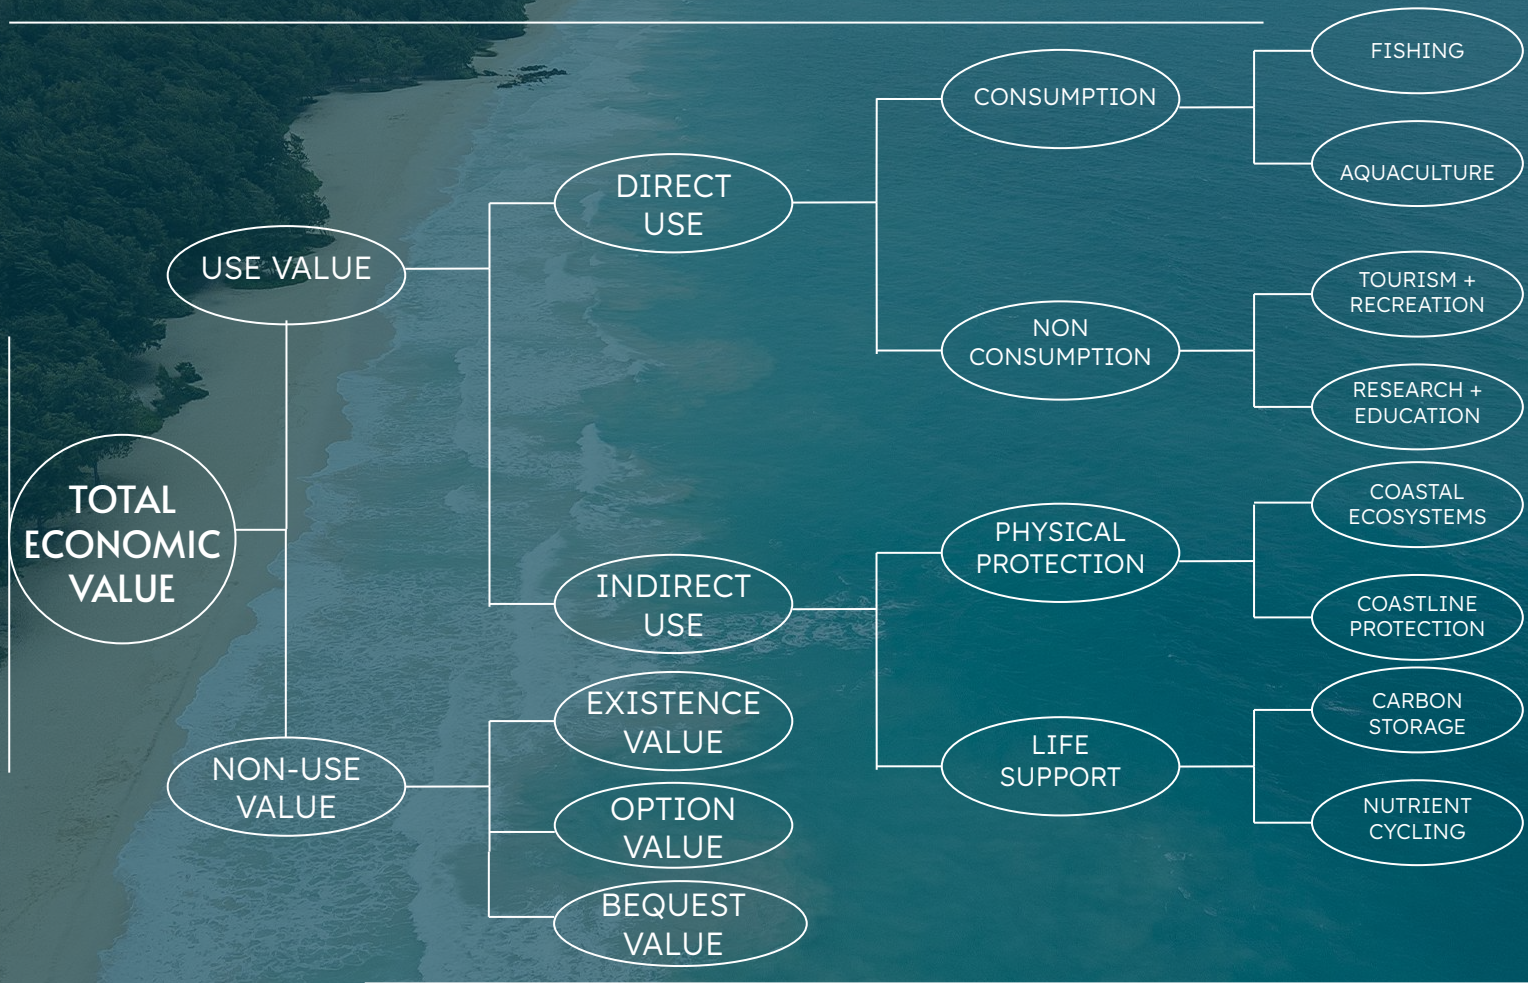 TOTAL
ECONOMIC
VALUE
USE VALUE
NON-USE
VALUE
DIRECT
USE
INDIRECT
USE
EXISTENCE
VALUE
OPTION
VALUE
BEQUEST
VALUE
CONSUMPTION
NON
CONSUMPTION
PHYSICAL
PROTECTION
LIFE
SUPPORT
FISHING
AQUACULTURE
TOURISM +
RECREATION
RESEARCH +
EDUCATION
COASTAL
ECOSYSTEMS
COASTLINE
PROTECTION
CARBON
STORAGE
NUTRIENT
CYCLING